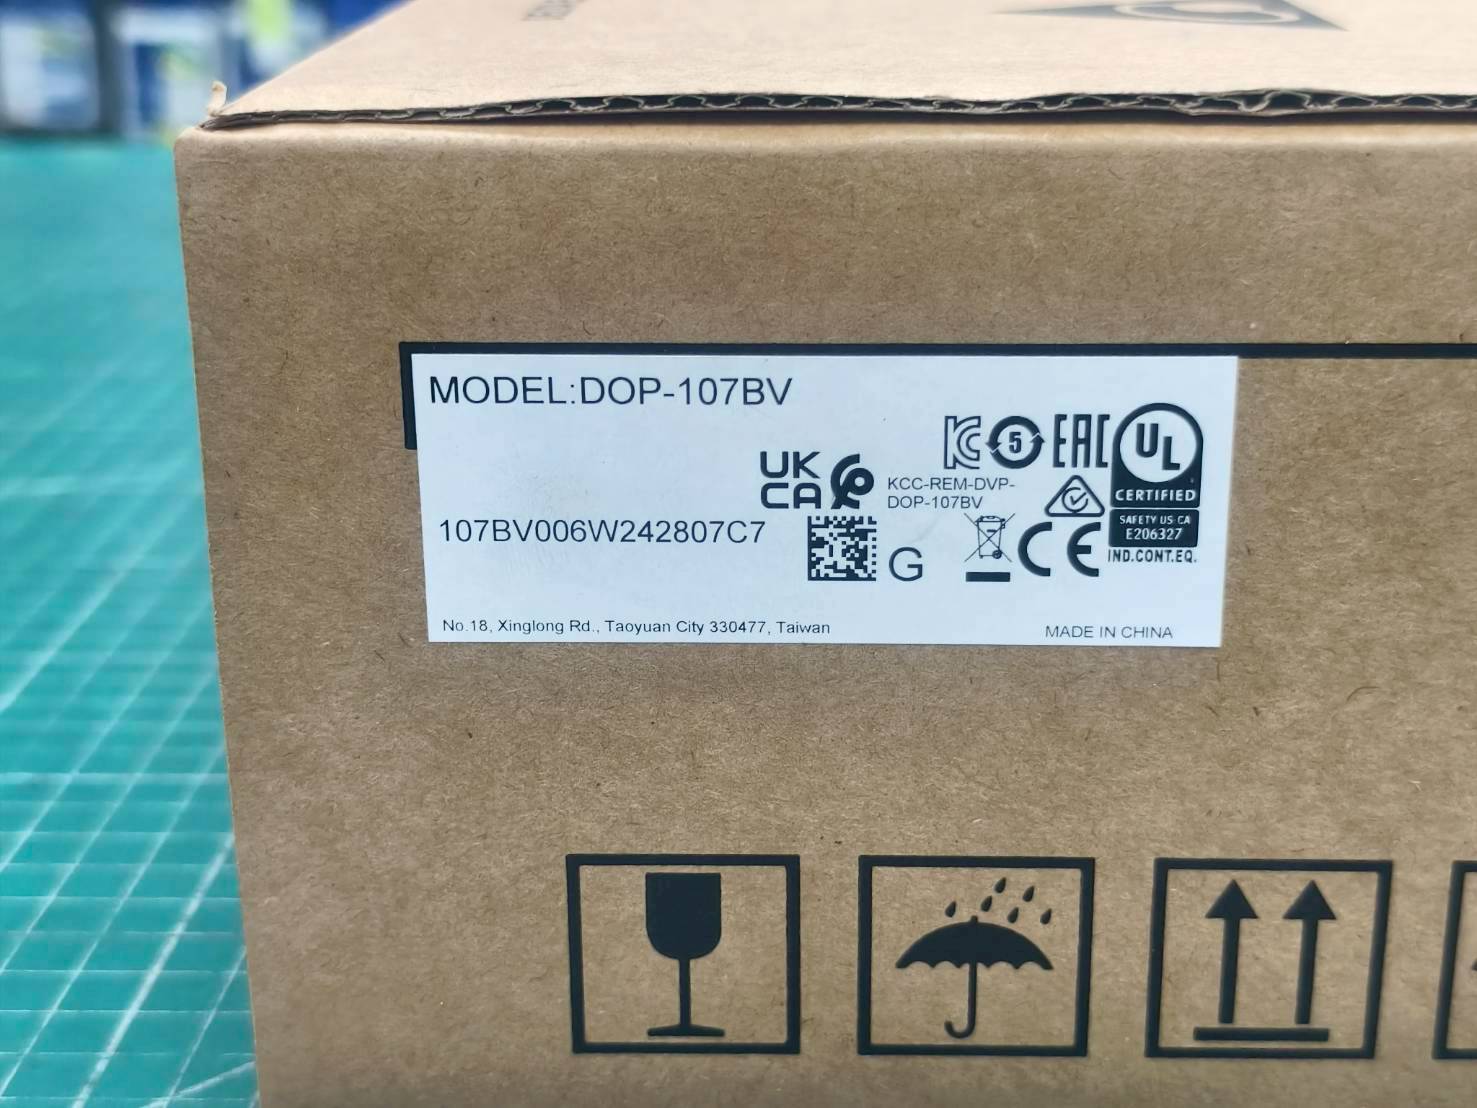 MODEL:DOP-107BV
5
EAC
UL
CERTIFIED
UK
CA
KCC-REM-DVP-
DOP-107BV
SAFETY US CA
E206327
107BV006W242807C7
G
CE
IND.CONT.EQ.
No.18, Xinglong Rd., Taoyuan City 330477, Taiwan
MADE IN CHINA